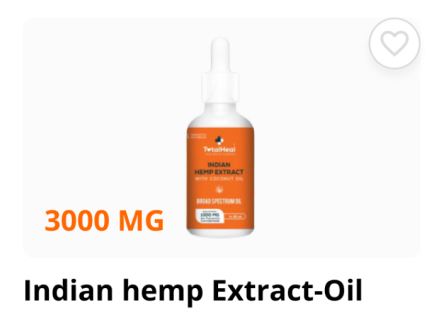 TotalHeal
INDIAN
HEMP EXTRACT
WITH COCONUT OIL
BROAD SPECTRUM OIL
3000 MG
3000 MG
Indian hemp Extract-Oil